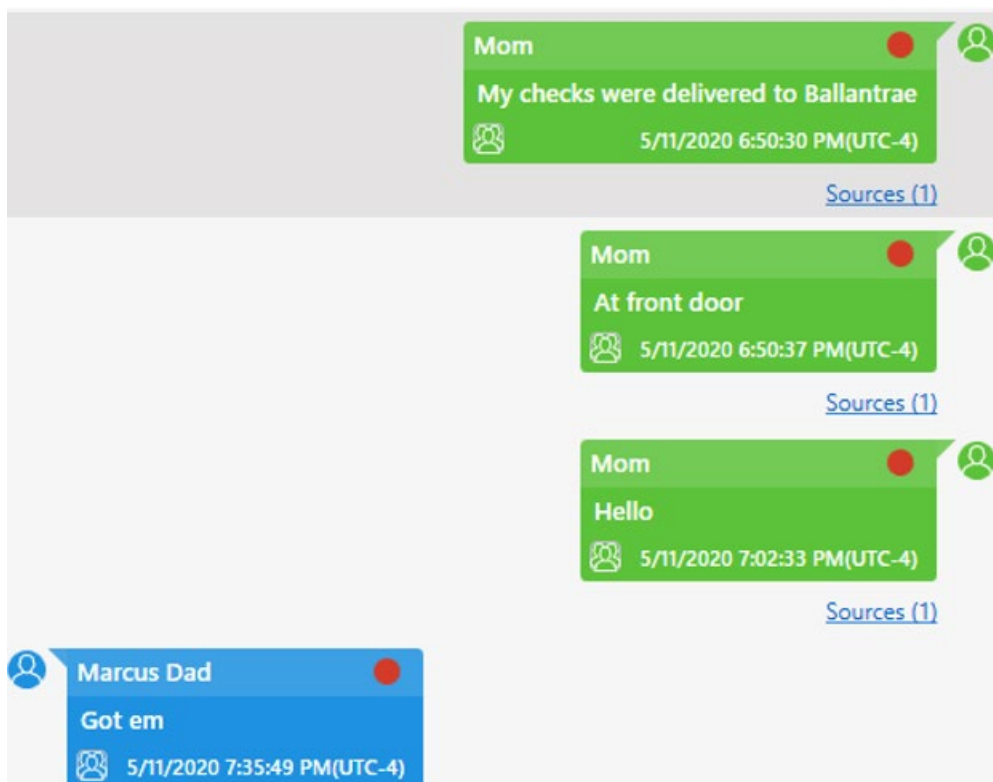 Mom
My checks were delivered to Ballantrae
5/11/2020 6:50:30 PM(UTC-4)
Sources (1)
Mom
At front door
5/11/2020 6:50:37 PM(UTC-4)
Sources (1)
Mom
Hello
5/11/2020 7:02:33 PM(UTC-4)
Sources (1)
Marcus Dad
Got em
5/11/2020 7:35:49 PM(UTC-4)